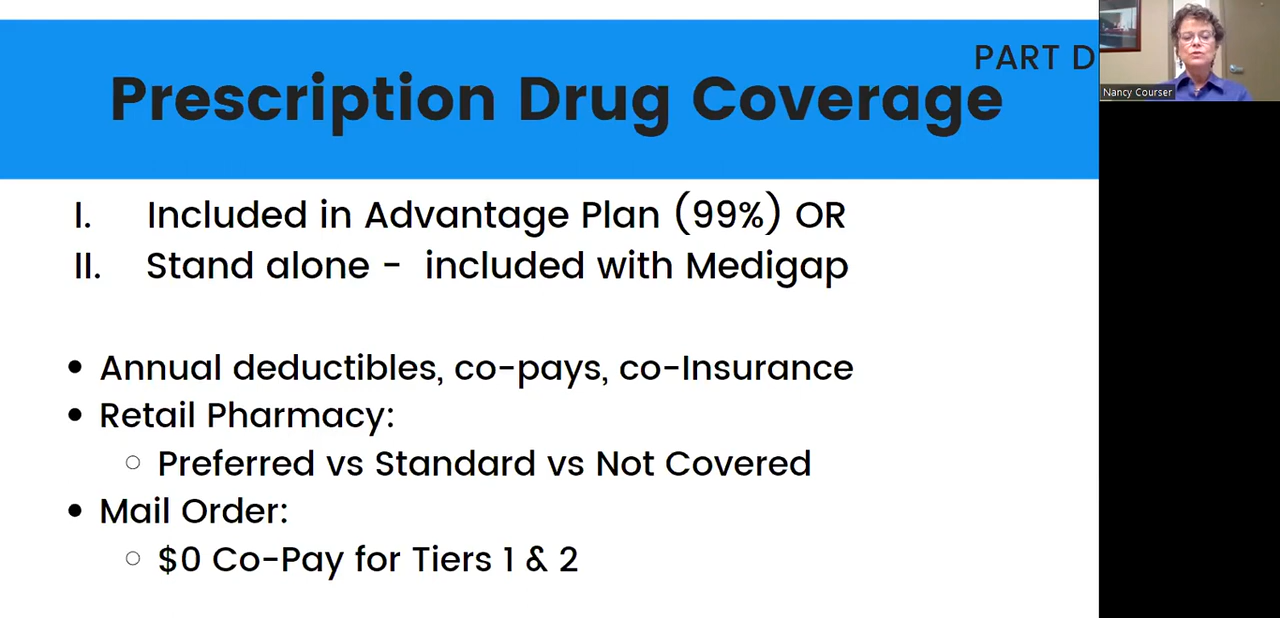 PART D
Prescription Drug Coverage
Nancy Courser
I. Included in Advantage Plan (99%) OR
II. Stand alone - included with Medigap
• Annual deductibles, co-pays, co-Insurance
• Retail Pharmacy:
○ Preferred vs Standard vs Not Covered
• Mail Order:
○ $0 Co-Pay for Tiers 1 & 2